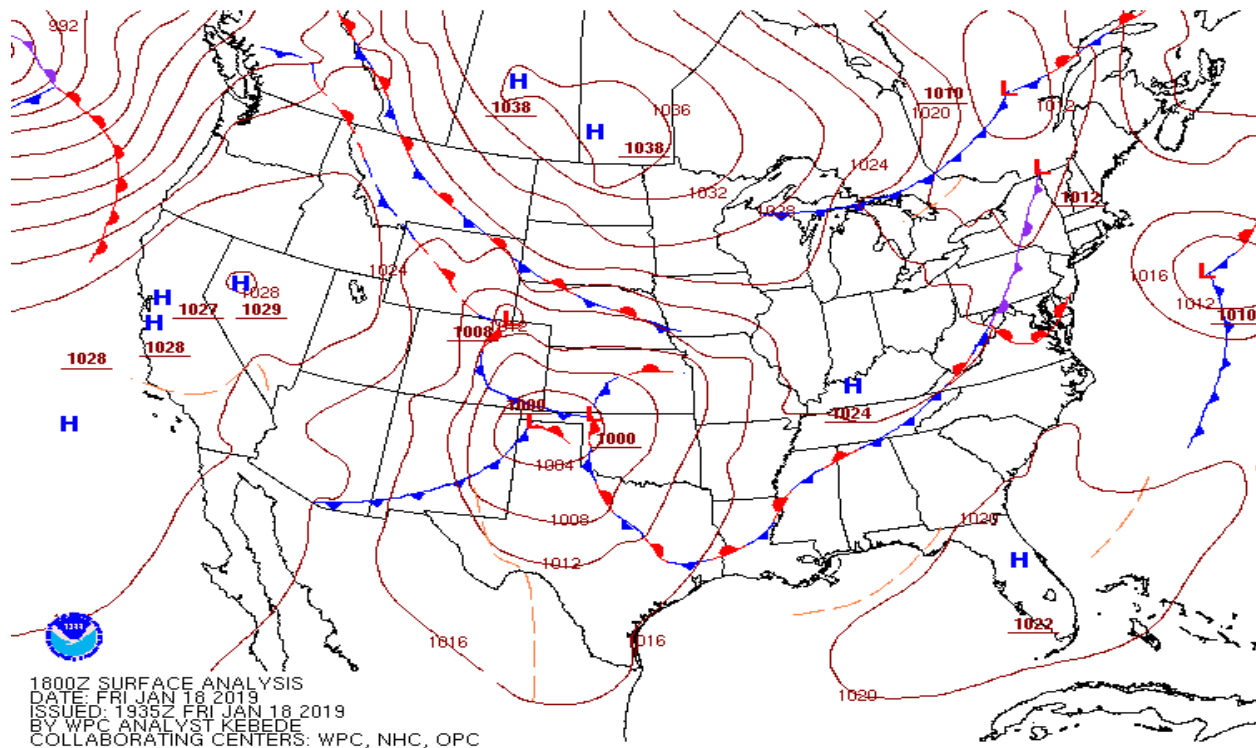 992
H
1038
1036
H
1038
1032
1028
1024
1010
1020
L
1012
L
1012
1016
L
1012
1010
1024
H
1028
1029
H
1027
H
1028
1028
H
L
1012
1008
1000
L
L
1000
1004
1008
1012
1016
1016
H
1024
1020
H
1022
1020
1800Z SURFACE ANALYSIS
DATE: FRI JAN 18 2019
ISSUED: 1935Z FRI JAN 18 2019
BY WPC ANALYST KEBEDE
COLLABORATING CENTERS: WPC, NHC, OPC